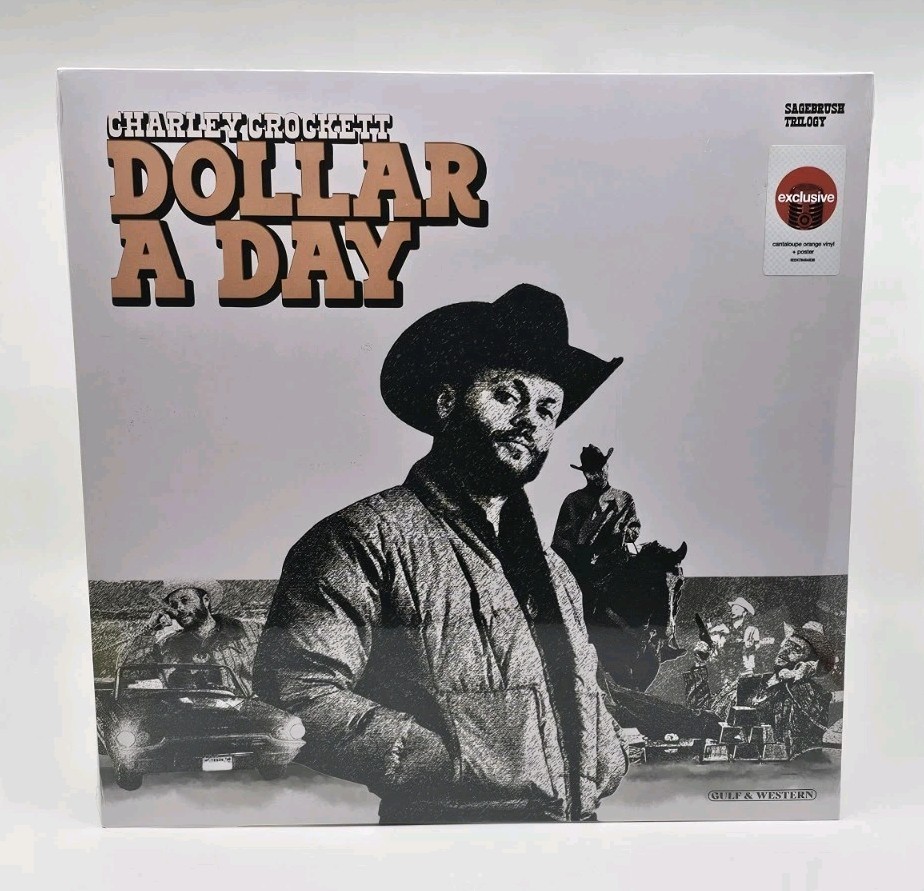 CHARLEY CROCKETT
DOLLAR
A DAY
SAGEBRUSH
TRILOGY
exclusive
cantaloupe orange vinyl
+ poster
GULF & WESTERN